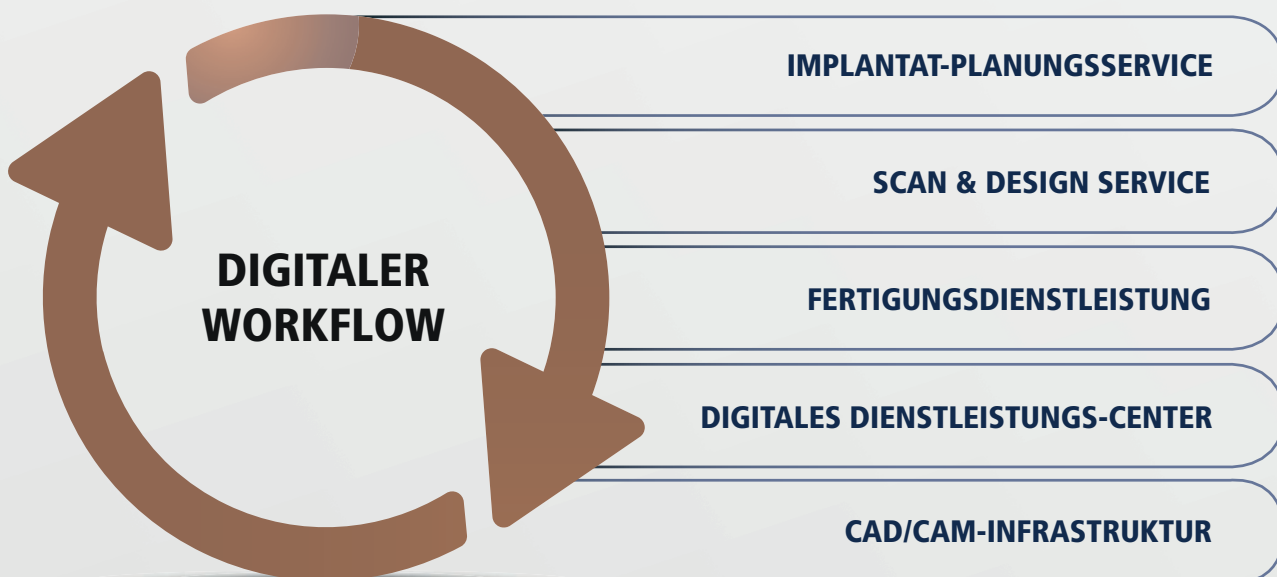 DIGITALER
WORKFLOW
IMPLANTAT-PLANUNGSSERVICE
SCAN & DESIGN SERVICE
FERTIGUNGSDIENSTLEISTUNG
DIGITALES DIENSTLEISTUNGS-CENTER
CAD/CAM-INFRASTRUKTUR